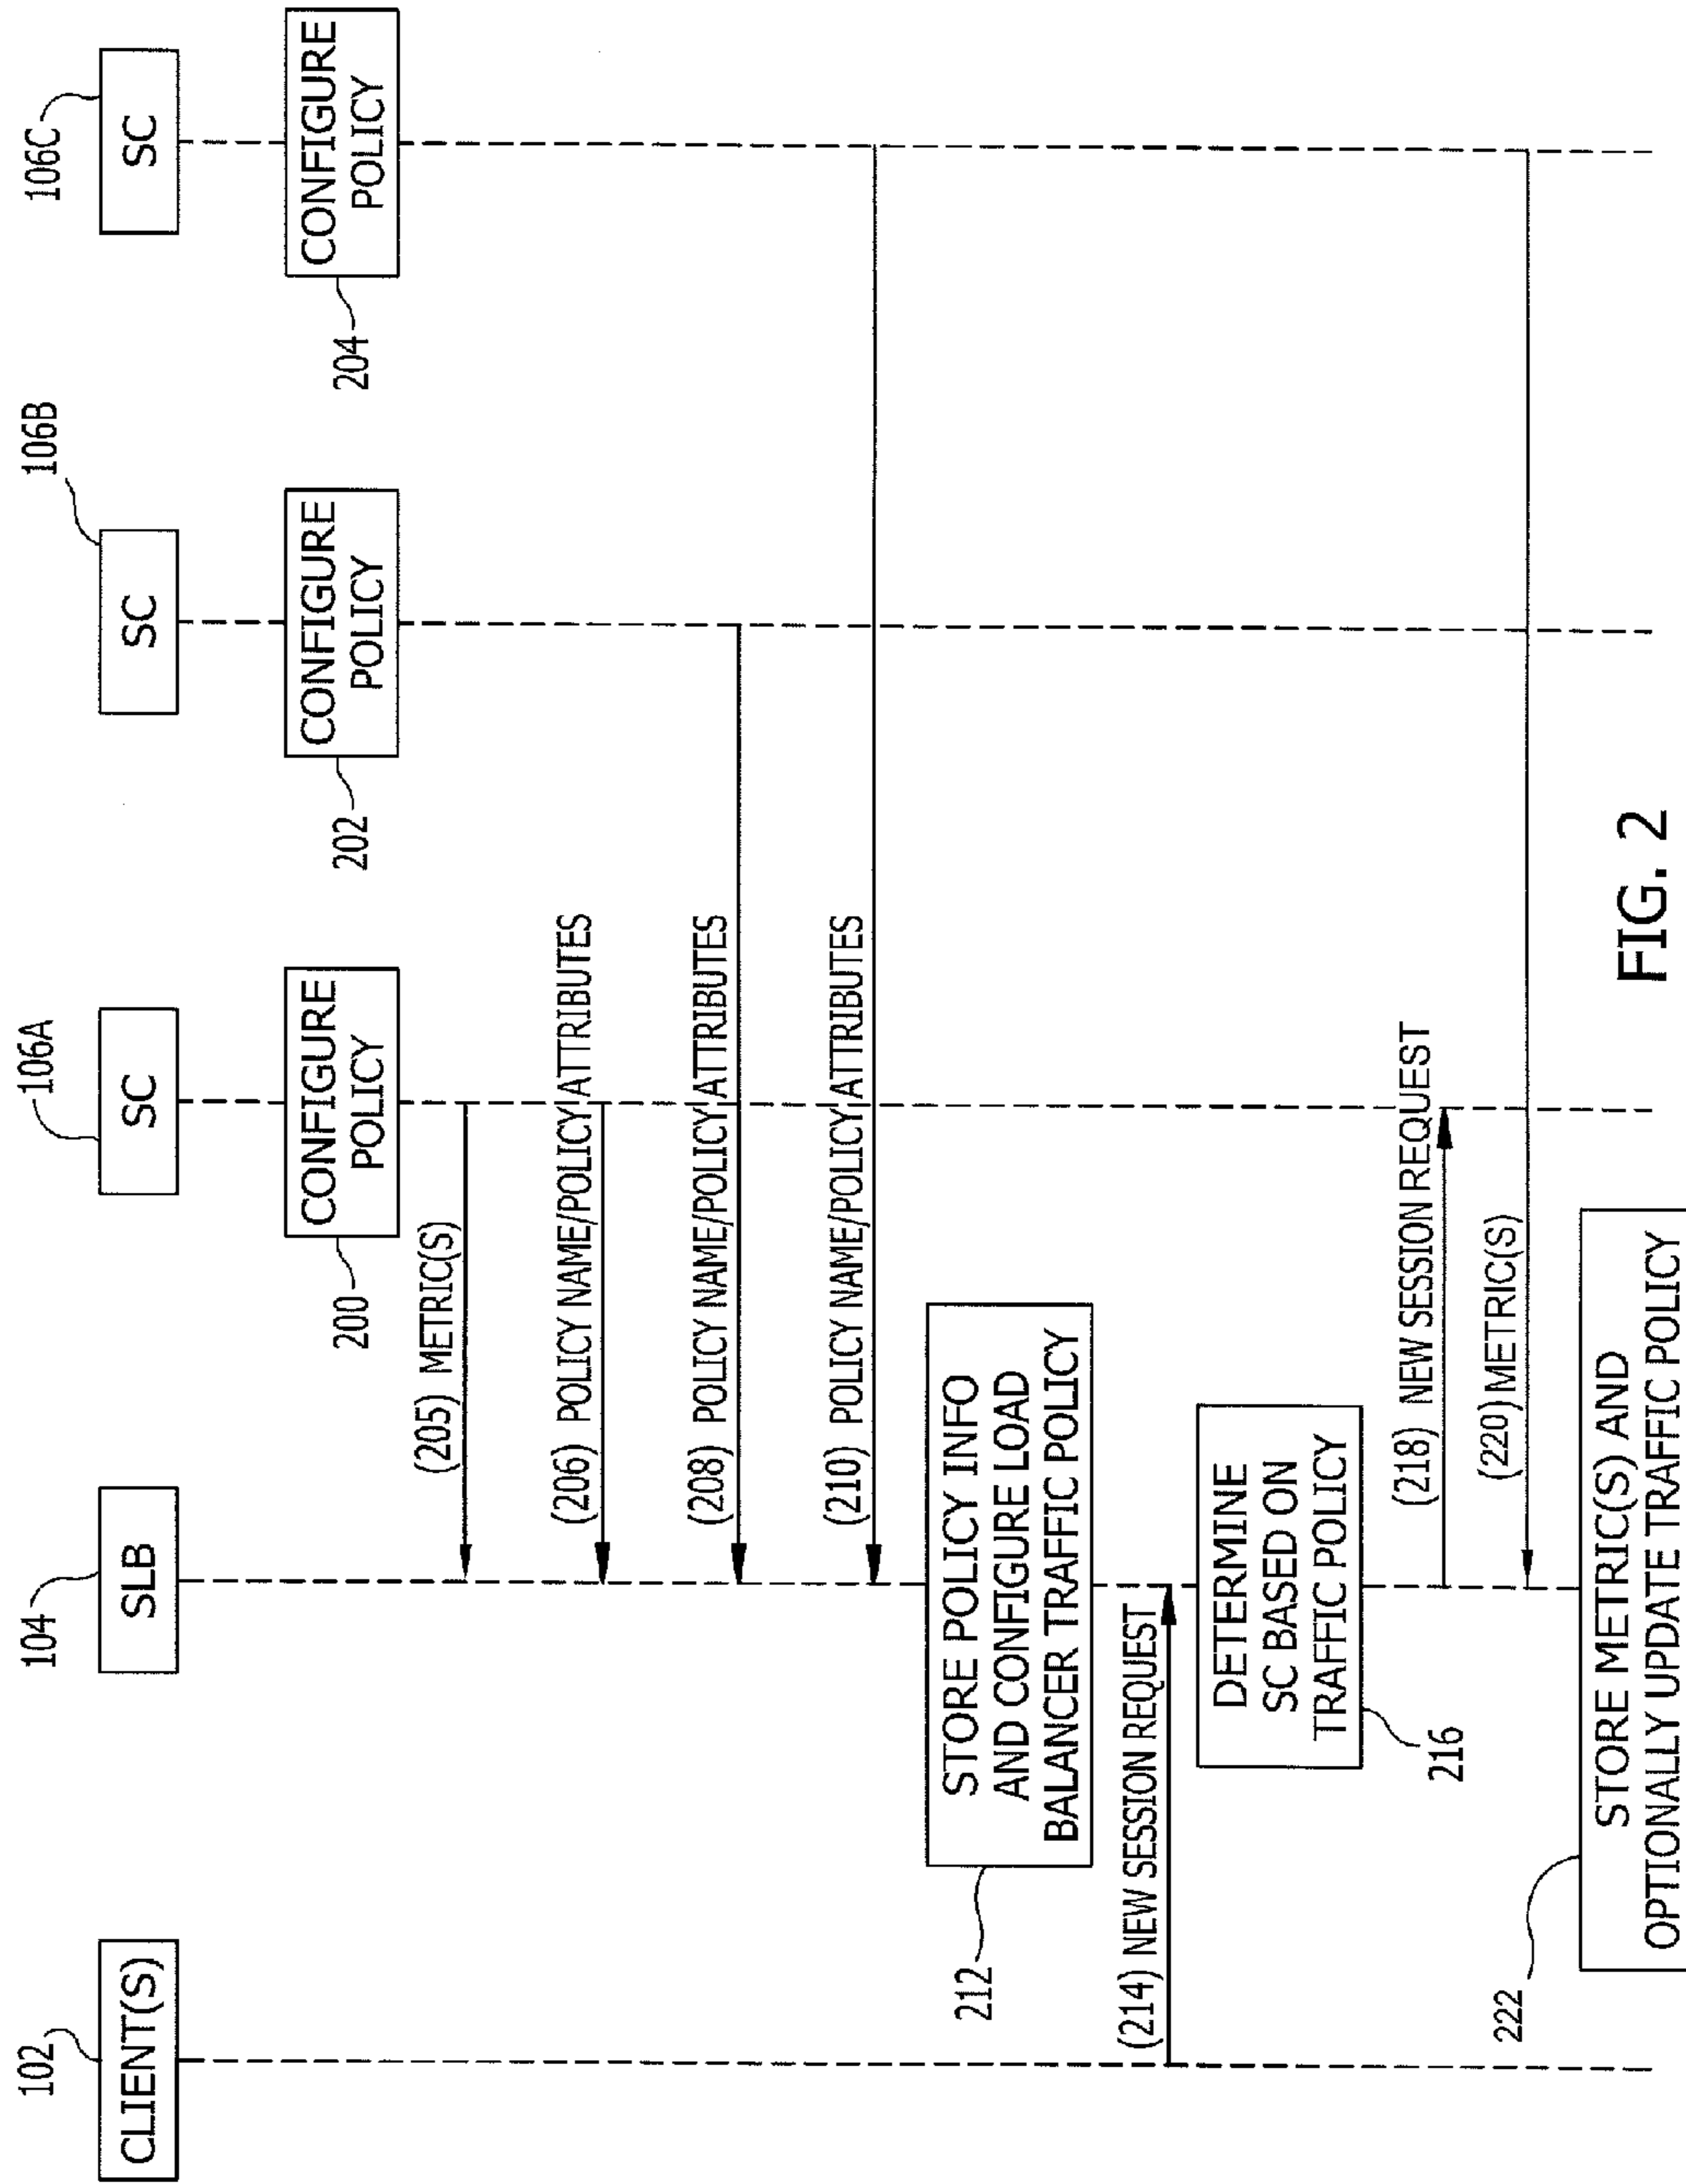 102
104
106A
106B
106C
CLIENT(S)
SLB
SC
SC
SC
CONFIGURE
POLICY
CONFIGURE
POLICY
CONFIGURE
POLICY
200
202
204
(205) METRIC(S)
(206) POLICY NAME/POLICY ATTRIBUTES
(208) POLICY NAME/POLICY ATTRIBUTES
(210) POLICY NAME/POLICY ATTRIBUTES
STORE POLICY INFO
AND CONFIGURE LOAD
BALANCER TRAFFIC POLICY
212
(214) NEW SESSION REQUEST
DETERMINE
SC BASED ON
TRAFFIC POLICY
216
(218) NEW SESSION REQUEST
(220) METRIC(S)
222
STORE METRIC(S) AND
OPTIONALLY UPDATE TRAFFIC POLICY
FIG. 2